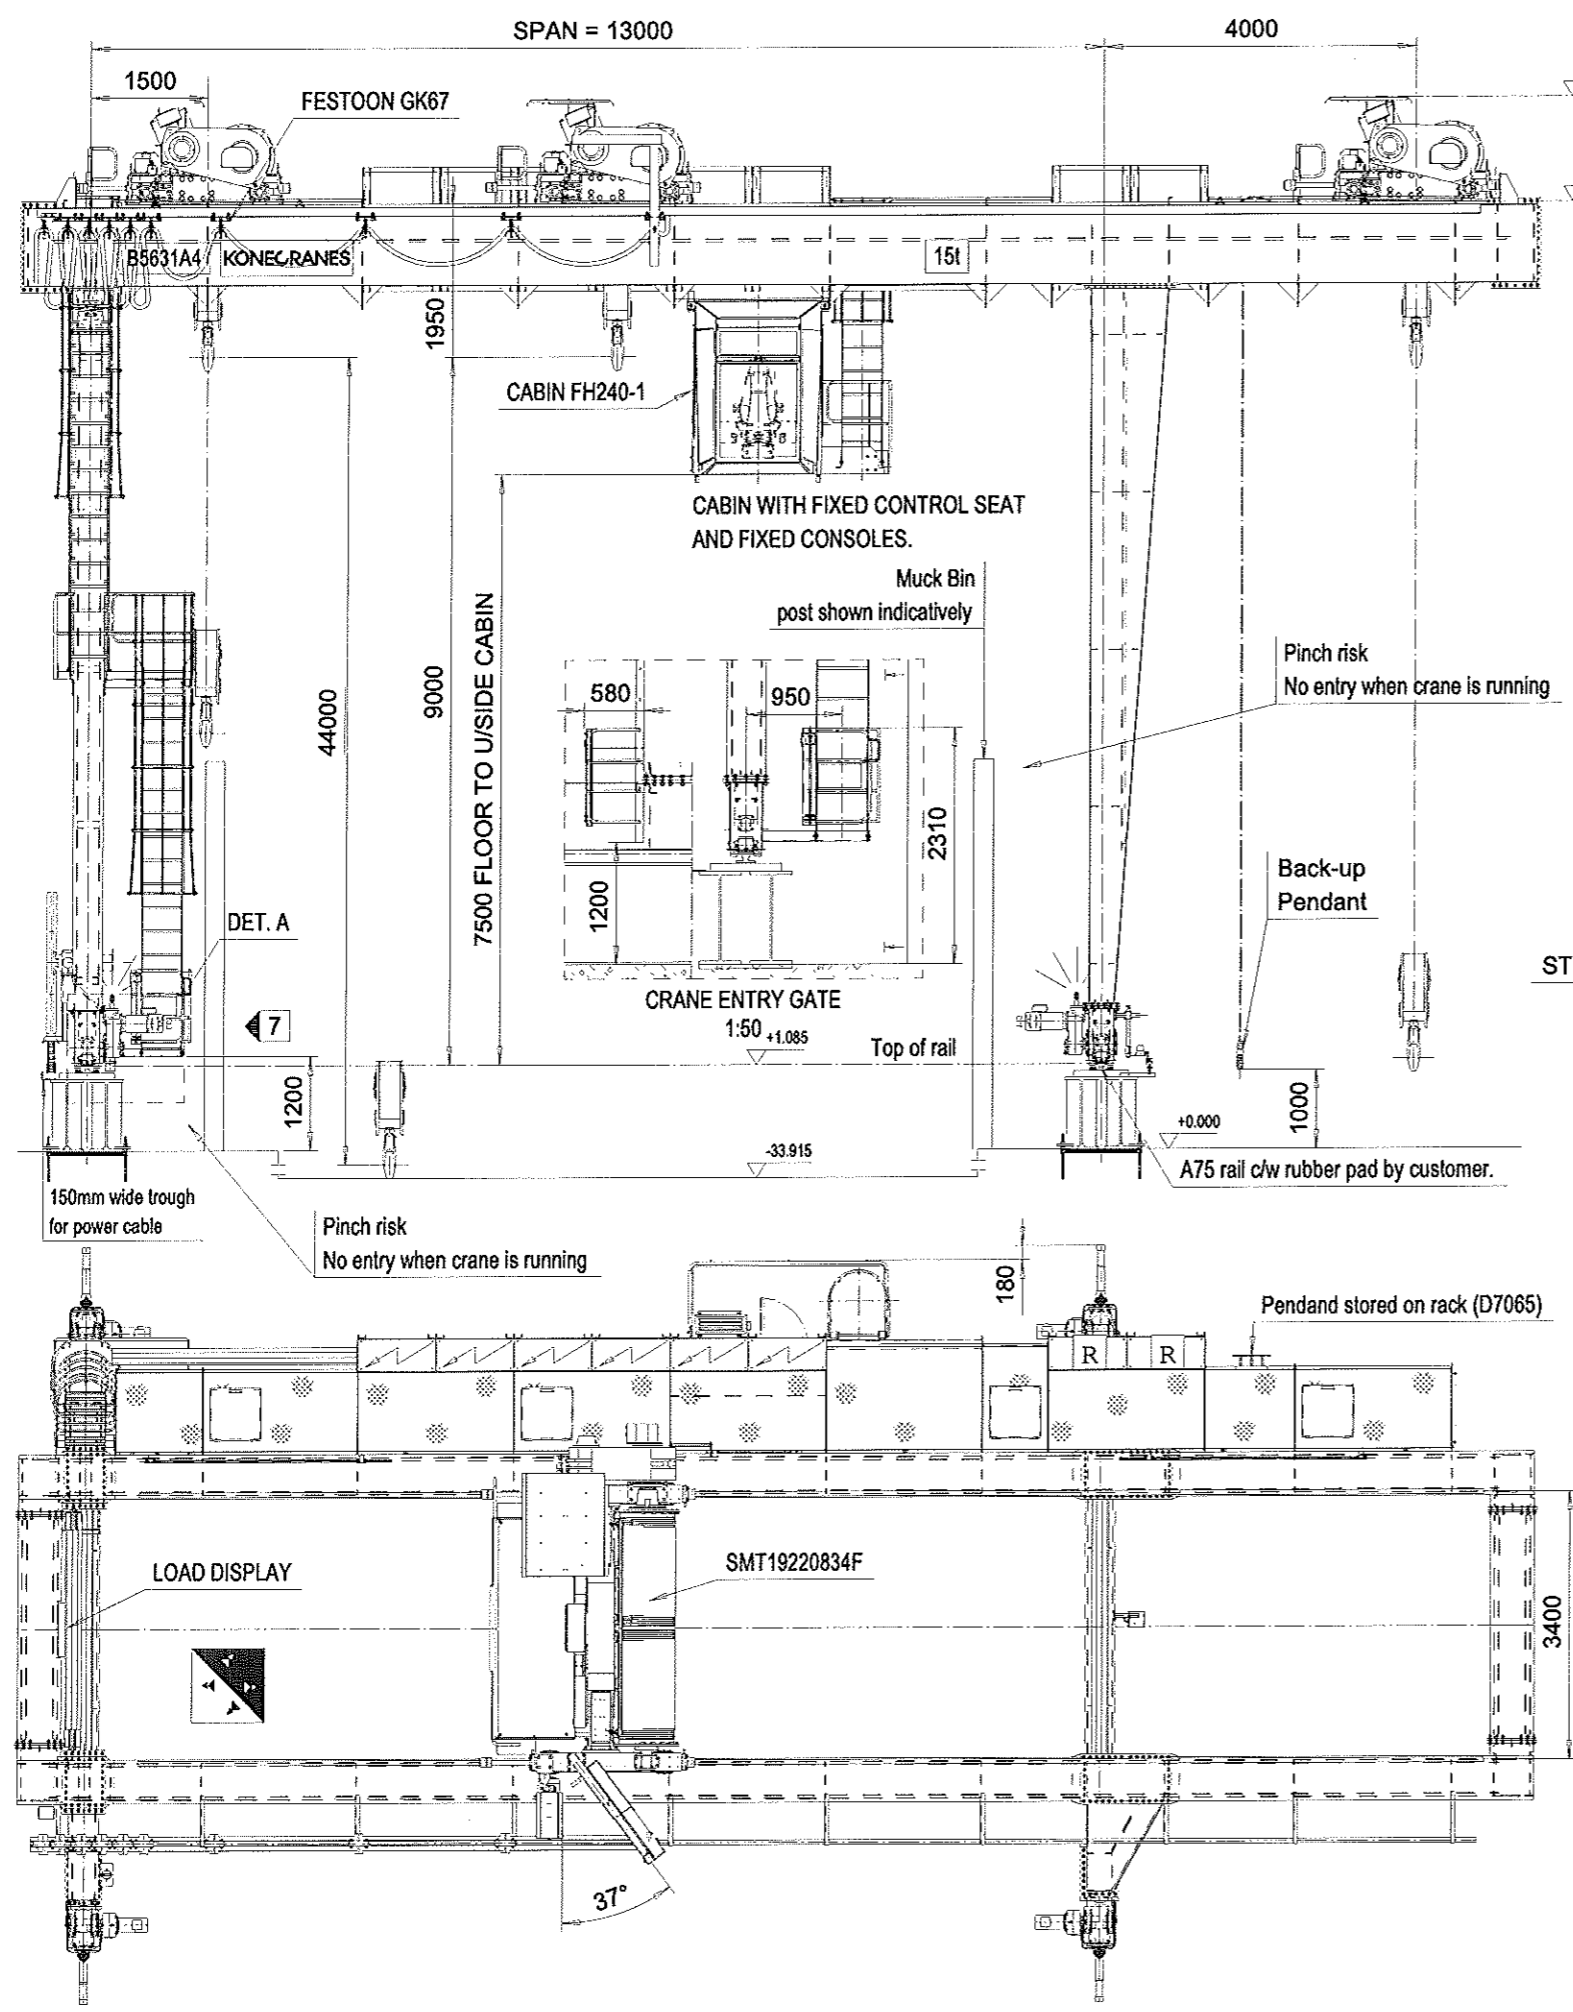 SPAN = 13000
4000
1500
FESTOON GK67
B5631A4
KONECRANES
15t
1950
CABIN FH240-1
CABIN WITH FIXED CONTROL SEAT
AND FIXED CONSOLES.
Muck Bin
post shown indicatively
Pinch risk
No entry when crane is running
580
950
44000
9000
7500 FLOOR TO U/SIDE CABIN
2310
1200
Back-up
Pendant
DET. A
ST
CRANE ENTRY GATE
1:50
+1.085
7
Top of rail
1200
1000
+0.000
-33.915
A75 rail c/w rubber pad by customer.
150mm wide trough
for power cable
Pinch risk
No entry when crane is running
180
Pendand stored on rack (D7065)
R
R
LOAD DISPLAY
SMT19220834F
3400
37°